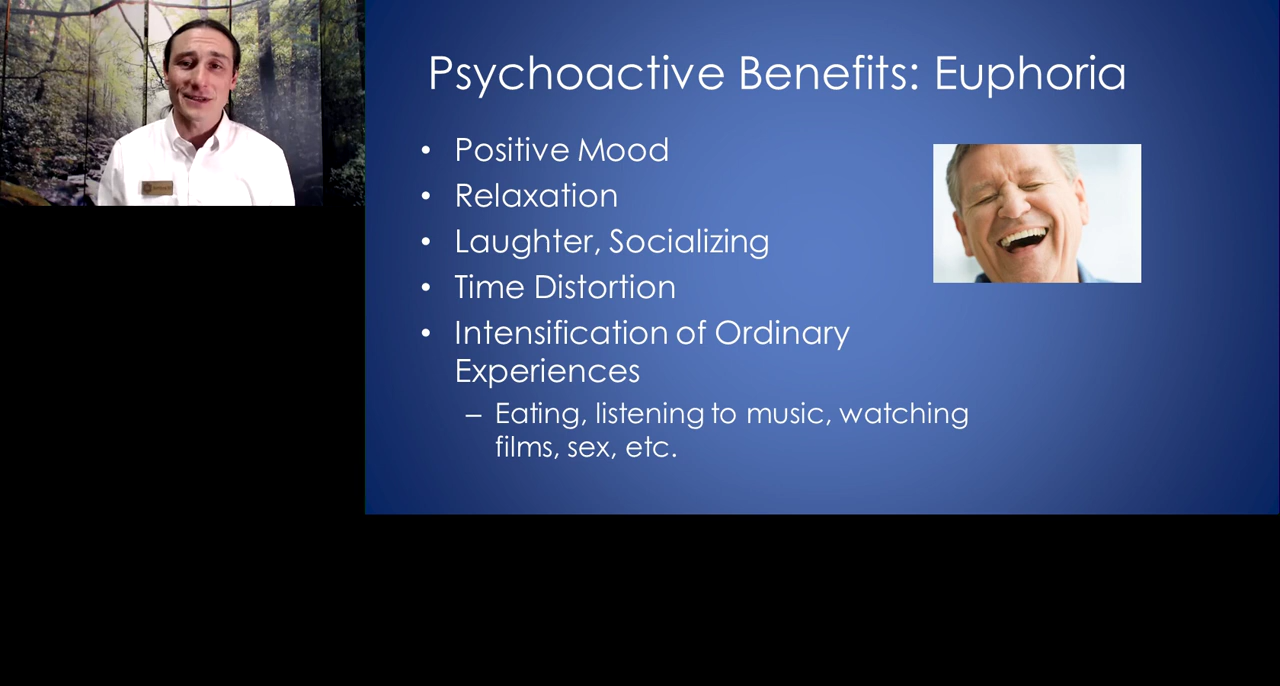 Psychoactive Benefits: Euphoria
• Positive Mood
• Relaxation
• Laughter, Socializing
• Time Distortion
• Intensification of Ordinary
Experiences
– Eating, listening to music, watching
films, sex, etc.